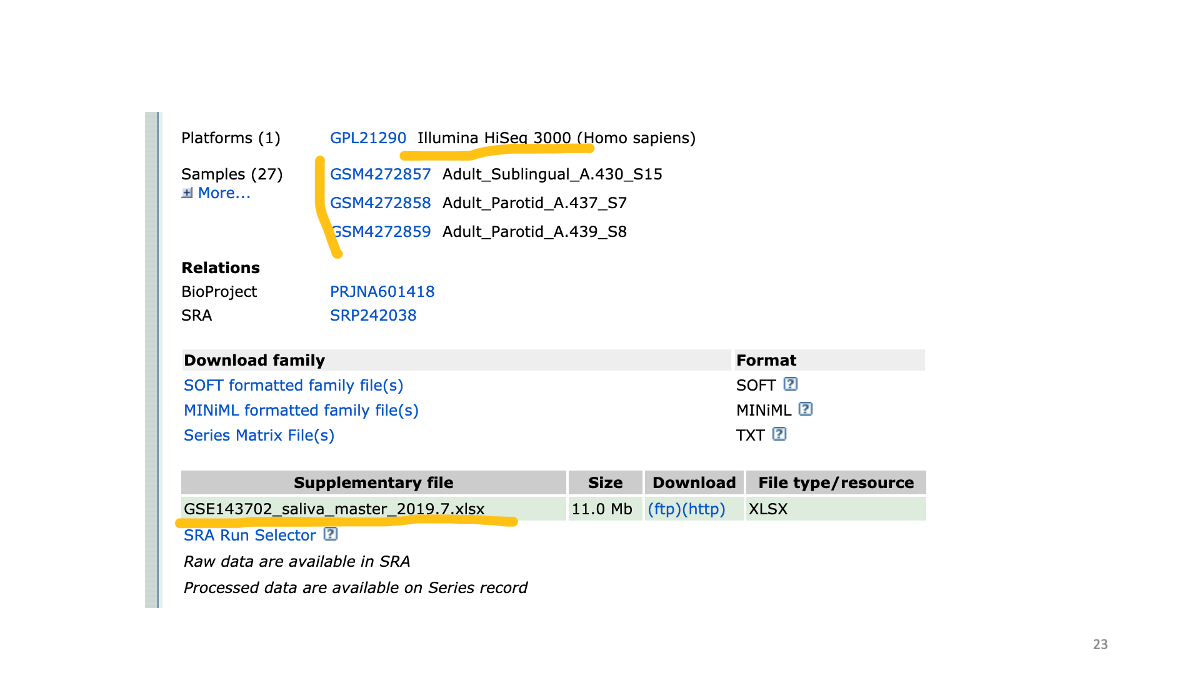 Platforms (1) GPL21290 Illumina HiSeq 3000 (Homo sapiens)
Samples (27) GSM4272857 Adult_Sublingual_A.430_S15
More...
GSM4272858 Adult_Parotid_A.437_S7
GSM4272859 Adult_Parotid_A.439_S8
Relations
BioProject PRJNA601418
SRA SRP242038
Download family Format
SOFT formatted family file(s) SOFT ?
MINiML formatted family file(s) MINiML ?
Series Matrix File(s) TXT ?
Supplementary file Size Download File type/resource
GSE143702_saliva_master_2019.7.xlsx 11.0 Mb (ftp)(http) XLSX
SRA Run Selector ?
Raw data are available in SRA
Processed data are available on Series record
23